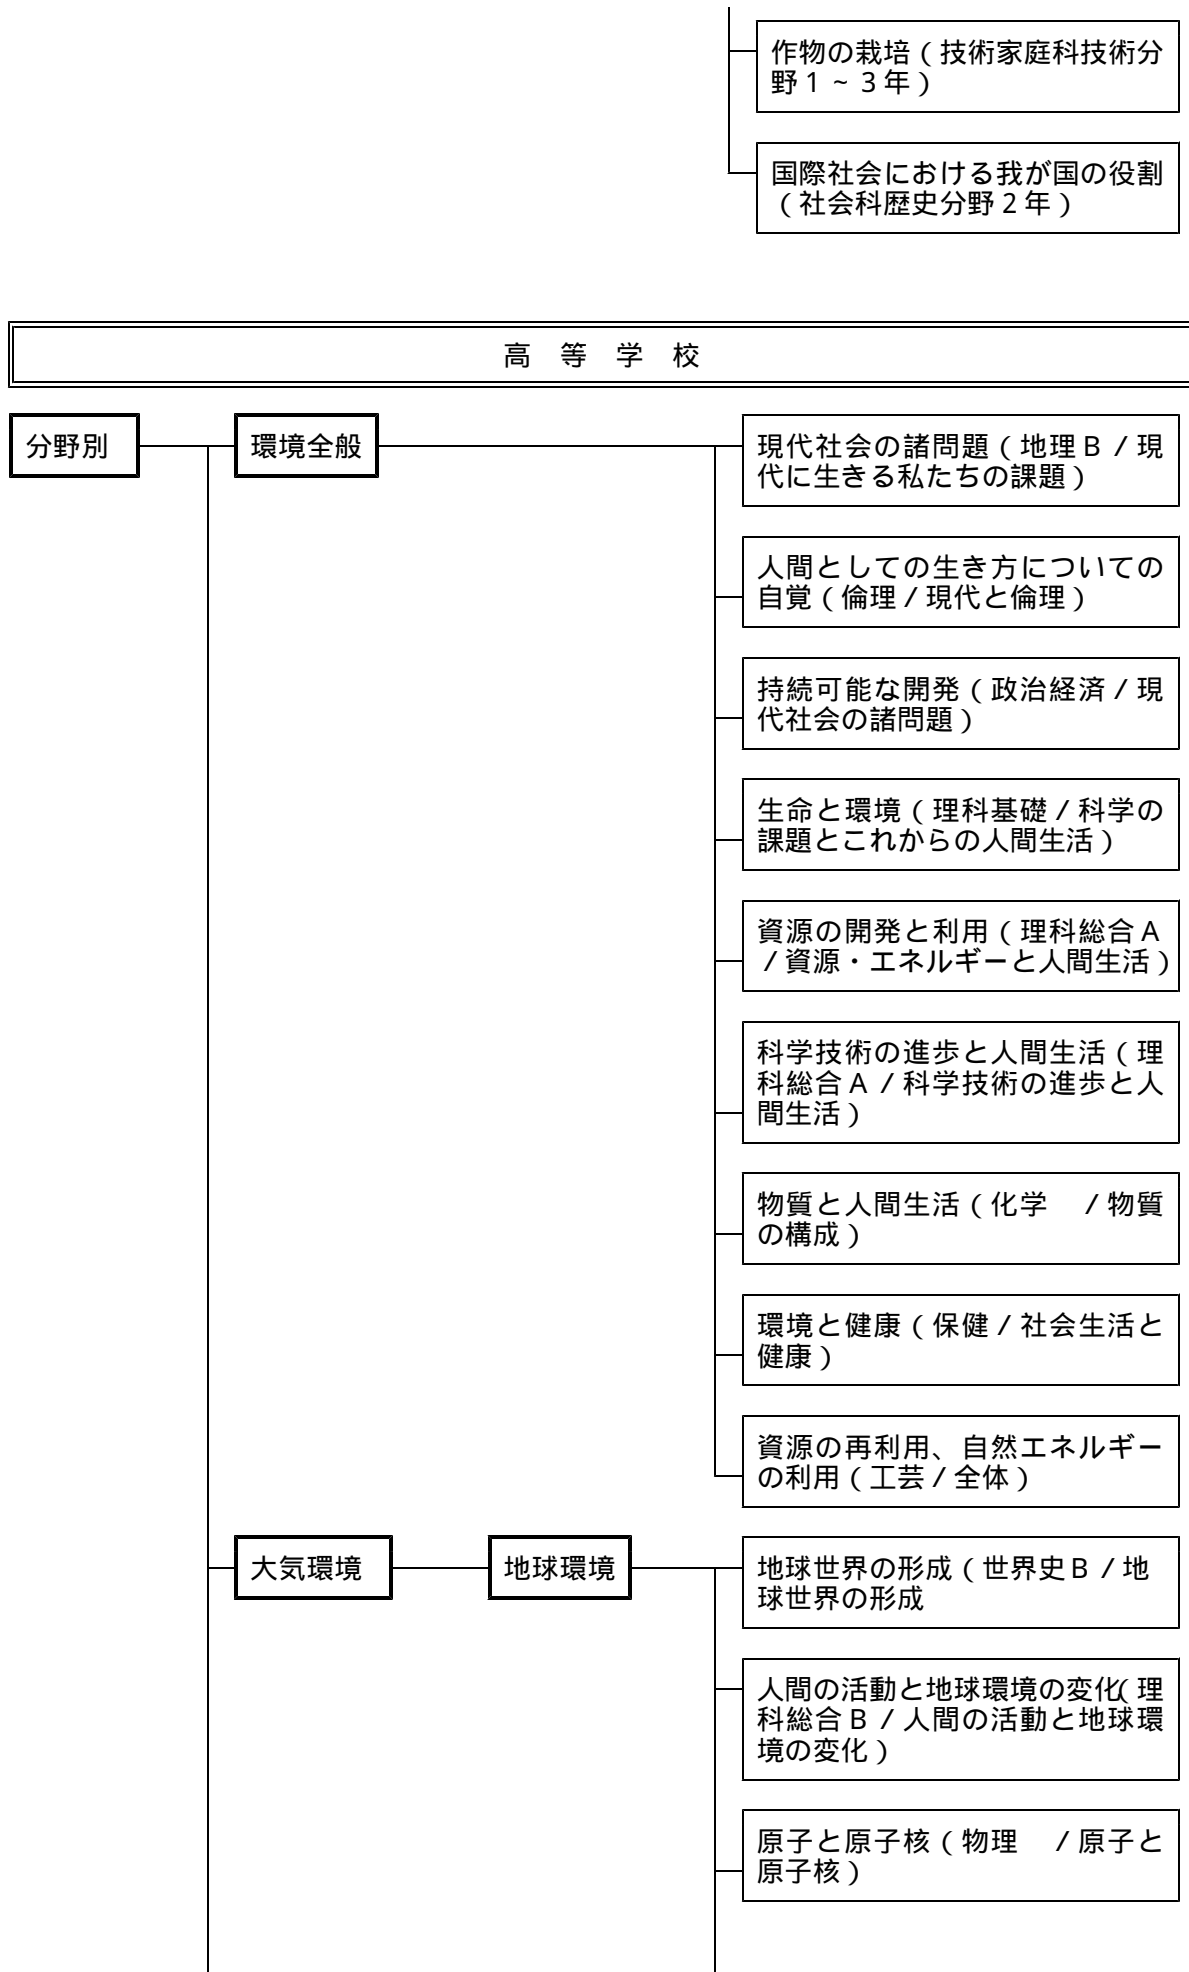 作物の栽培（技術家庭科技術分
野１～３年）
国際社会における我が国の役割
（社会科歴史分野２年）
高　等　学　校
分野別
環境全般
現代社会の諸問題（地理Ｂ／現
代に生きる私たちの課題）
人間としての生き方についての
自覚（倫理／現代と倫理）
持続可能な開発（政治経済／現
代社会の諸問題）
生命と環境（理科基礎／科学の
課題とこれからの人間生活）
資源の開発と利用（理科総合Ａ
／資源・エネルギーと人間生活）
科学技術の進歩と人間生活（理
科総合Ａ／科学技術の進歩と人
間生活）
物質と人間生活（化学　／物質
の構成）
環境と健康（保健／社会生活と
健康）
資源の再利用、自然エネルギー
の利用（工芸／全体）
大気環境
地球環境
地球世界の形成（世界史Ｂ／地
球世界の形成
人間の活動と地球環境の変化（理
科総合Ｂ／人間の活動と地球環
境の変化）
原子と原子核（物理　／原子と
原子核）